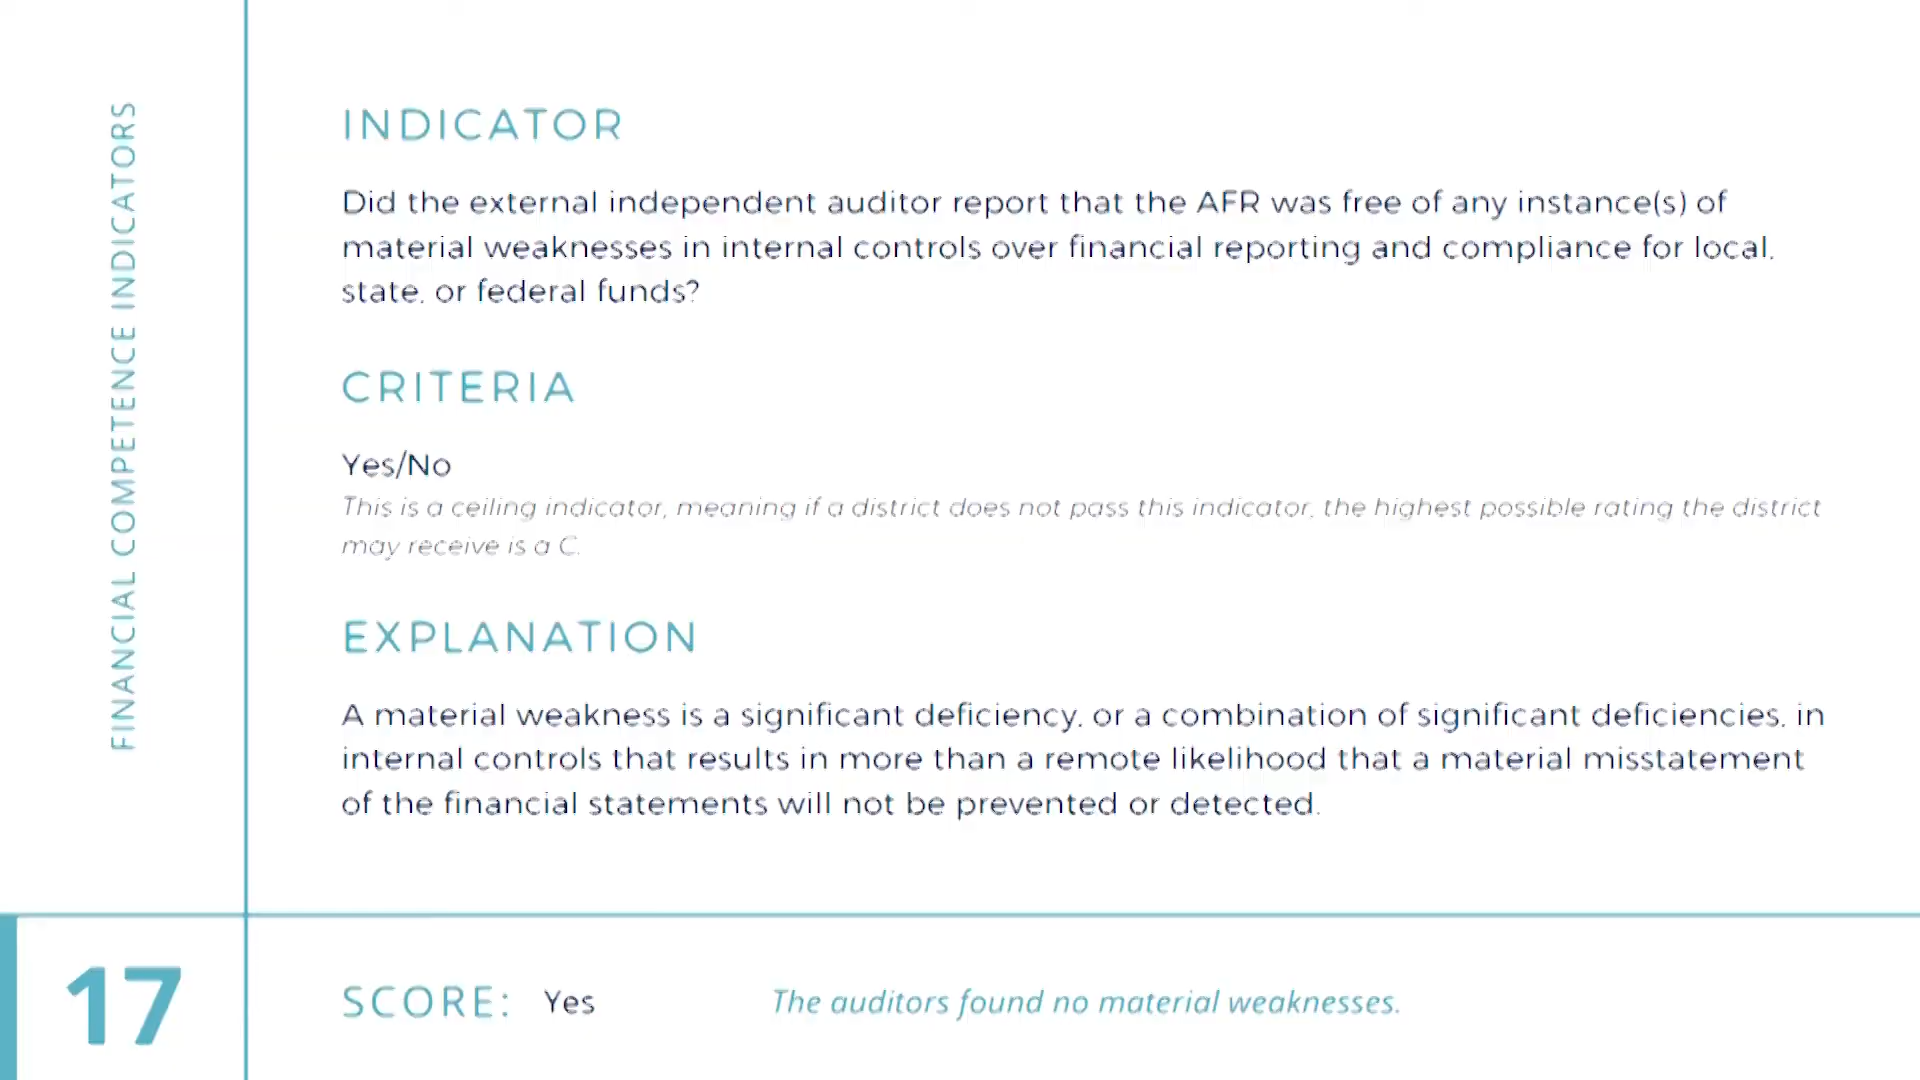 FINANCIAL COMPETENCE INDICATORS
INDICATOR
Did the external independent auditor report that the AFR was free of any instance(s) of
material weaknesses in internal controls over financial reporting and compliance for local,
state, or federal funds?
CRITERIA
Yes/No
This is a ceiling indicator, meaning if a district does not pass this indicator, the highest possible rating the district
may receive is a C.
EXPLANATION
A material weakness is a significant deficiency, or a combination of significant deficiencies, in
internal controls that results in more than a remote likelihood that a material misstatement
of the financial statements will not be prevented or detected.
17
SCORE: Yes The auditors found no material weaknesses.